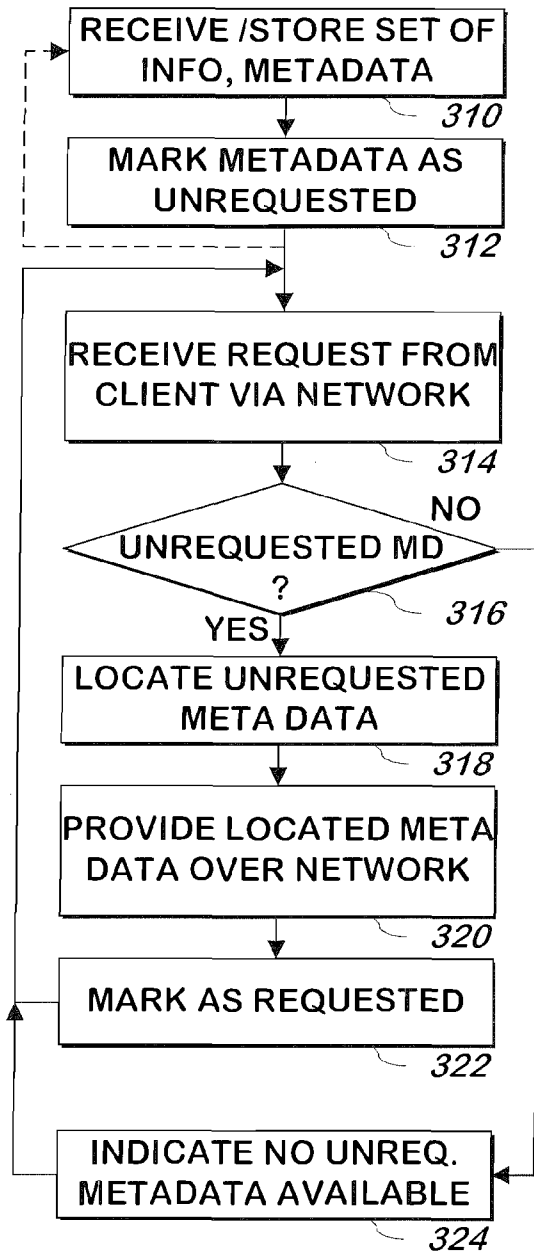 RECEIVE /STORE SET OF
INFO, METADATA
310
MARK METADATA AS
UNREQUESTED
312
RECEIVE REQUEST FROM
CLIENT VIA NETWORK
314
NO
UNREQUESTED MD
?
316
YES
LOCATE UNREQUESTED
META DATA
318
PROVIDE LOCATED META
DATA OVER NETWORK
320
MARK AS REQUESTED
322
INDICATE NO UNREQ.
METADATA AVAILABLE
324